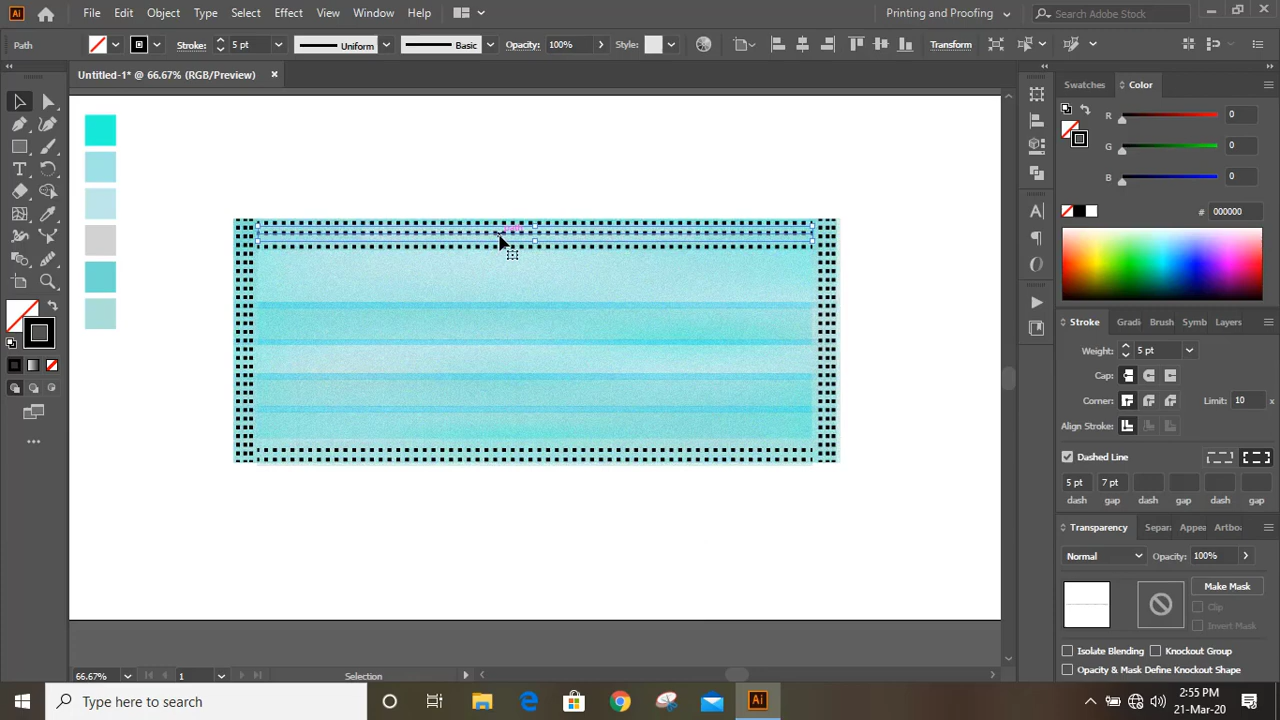 Ai File Edit Object Type Select Effect View Window Help Printing and Proofing Search Adobe Stock
Path Stroke: 5 pt Uniform Basic Opacity: 100% Style: Transform
Untitled-1* @ 66.67% (RGB/Preview)
Swatches Color
R 0
G 0
B 0
# 000000
Stroke Gradi Brush Symb Layers
Weight: 5 pt
Cap:
Corner: Limit: 10 x
Align Stroke:
Dashed Line
5 pt 7 pt
dash gap dash gap dash gap
Transparency Separ Appea Artbo
Normal Opacity: 100%
Make Mask
Clip
Invert Mask
Isolate Blending Knockout Group
Opacity & Mask Define Knockout Shape
66.67% 1 Selection
Type here to search
Ai
2:55 PM
21-Mar-20